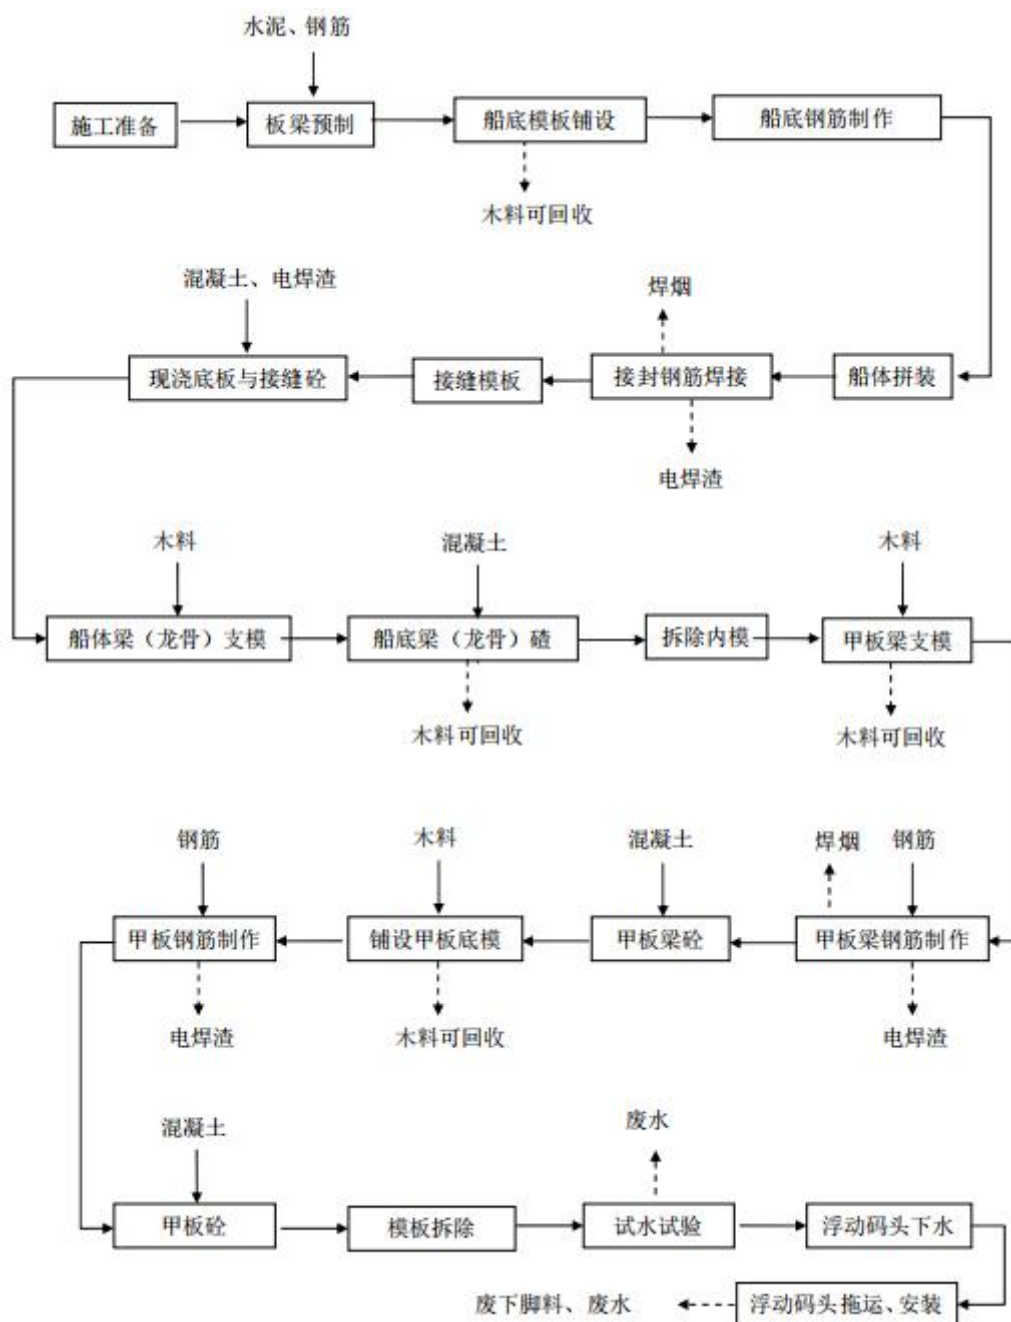 水泥、钢筋
施工准备
板梁预制
船底模板铺设
船底钢筋制作
木料可回收
混凝土、电焊渣
焊烟
现浇底板与接缝砼
接缝模板
接封钢筋焊接
船体拼装
电焊渣
木料
混凝土
木料
船体梁（龙骨）支模
船底梁（龙骨）碴
拆除内模
甲板梁支模
木料可回收
木料可回收
钢筋
木料
混凝土
焊烟
钢筋
甲板钢筋制作
铺设甲板底模
甲板梁砼
甲板梁钢筋制作
电焊渣
木料可回收
电焊渣
混凝土
废水
甲板砼
模板拆除
试水试验
浮动码头下水
废下脚料、废水
浮动码头拖运、安装